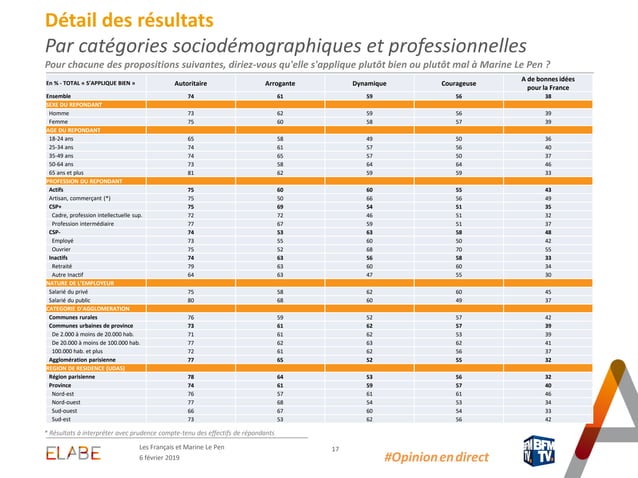 Détail des résultats
Par catégories sociodémographiques et professionnelles
Pour chacune des propositions suivantes, diriez-vous qu'elle s'applique plutôt bien ou plutôt mal à Marine Le Pen ?
En % - TOTAL « S'APPLIQUE BIEN » Autoritaire Arrogante Dynamique Courageuse A de bonnes idées pour la France
Ensemble 74 61 59 56 38
SEXE DU REPONDANT
Homme 73 62 59 56 39
Femme 75 60 58 57 39
AGE DU REPONDANT
18-24 ans 65 58 49 50 36
25-34 ans 74 61 57 56 40
35-49 ans 74 65 57 50 37
50-64 ans 73 58 64 64 46
65 ans et plus 81 62 59 59 33
PROFESSION DU REPONDANT
Actifs 75 60 60 55 43
Artisan, commerçant (*) 75 50 66 56 49
CSP+ 75 69 54 51 35
Cadre, profession intellectuelle sup. 72 72 46 51 32
Profession intermédiaire 77 67 59 51 37
CSP- 74 53 63 58 48
Employé 73 55 60 50 42
Ouvrier 75 52 68 70 55
Inactifs 74 63 56 58 33
Retraité 79 63 60 60 34
Autre Inactif 64 63 47 55 30
NATURE DE L'EMPLOYEUR
Salarié du privé 75 58 62 60 45
Salarié du public 80 68 60 49 37
CATEGORIE D'AGGLOMERATION
Communes rurales 76 59 52 57 42
Communes urbaines de province 73 61 62 57 39
De 2.000 à moins de 20.000 hab. 71 61 62 53 39
De 20.000 à moins de 100.000 hab. 77 62 63 62 41
100.000 hab. et plus 72 61 62 56 37
Agglomération parisienne 77 65 52 55 32
REGION DE RESIDENCE (UDA5)
Région parisienne 78 64 53 56 32
Province 74 61 59 57 40
Nord-est 76 57 61 61 46
Nord-ouest 77 68 54 53 34
Sud-ouest 66 67 60 54 33
Sud-est 73 53 62 56 42
* Résultats à interpréter avec prudence compte-tenu des effectifs de répondants
ELABE
Les Français et Marine Le Pen
6 février 2019
17
#Opinion en direct
BFM TV.